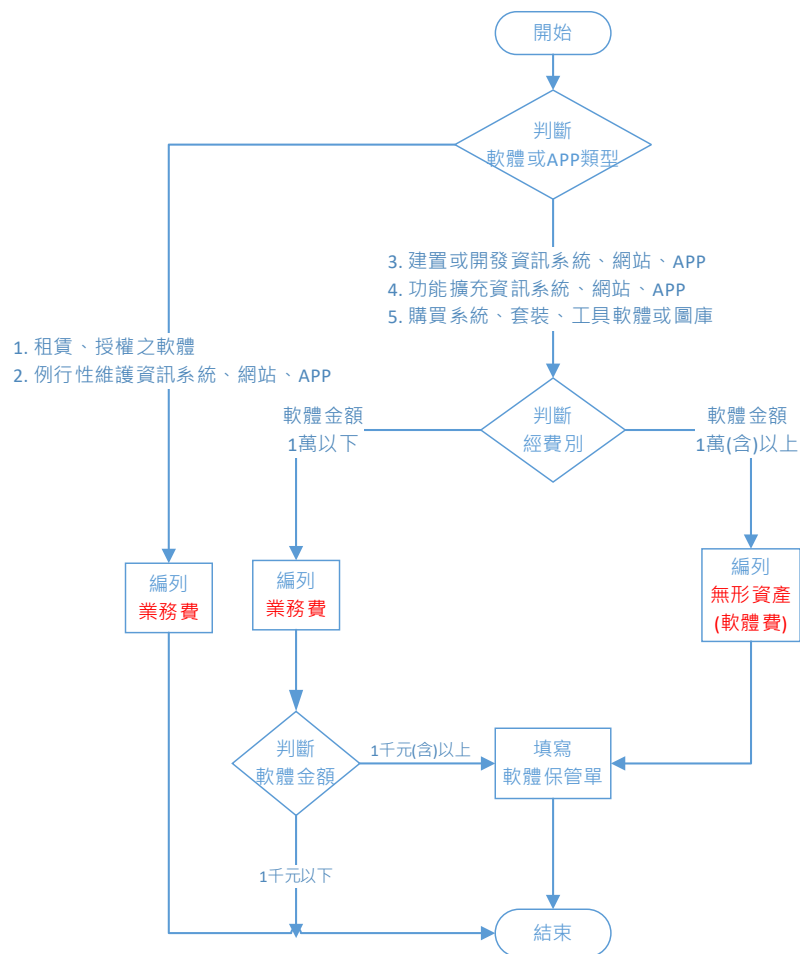 開始
判斷
軟體或APP類型
3. 建置或開發資訊系統、網站、APP
4. 功能擴充資訊系統、網站、APP
5. 購買系統、套裝、工具軟體或圖庫
1. 租賃、授權之軟體
2. 例行性維護資訊系統、網站、APP
軟體金額
1萬以下
判斷
經費別
軟體金額
1萬(含)以上
編列
業務費
編列
業務費
編列
無形資產
(軟體費)
判斷
軟體金額
1千元(含)以上
填寫
軟體保管單
1千元以下
結束